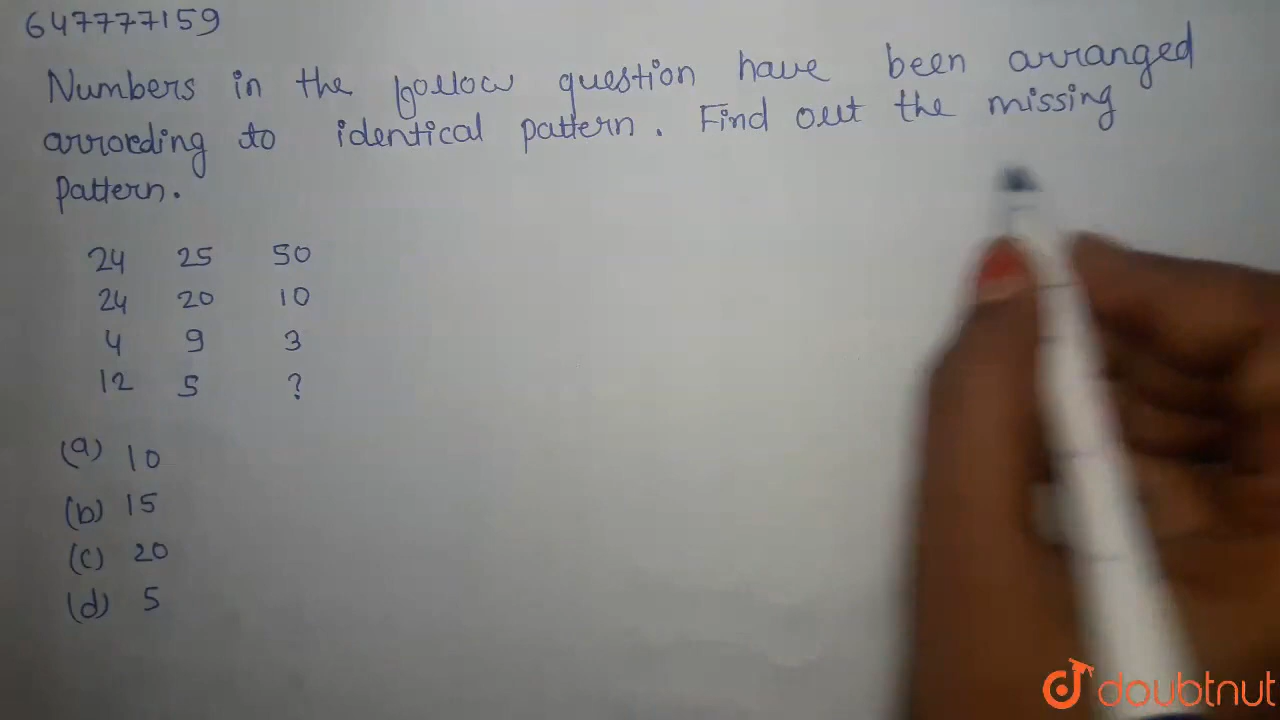 647777159
Numbers in the follow question have been arranged
arroeding to identical pattern. Find out the missing
pattern.
24 25 50
24 20 10
4 9 3
12 5 ?
(a) 10
(b) 15
(c) 20
(d) 5
doubtnut